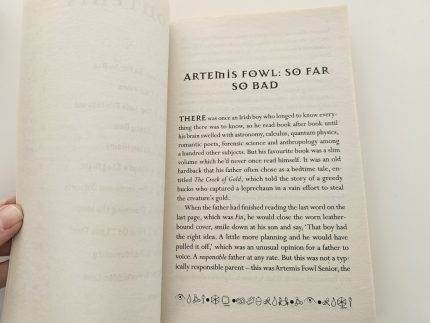 ARTEMIS FOWL: SO FAR
SO BAD
THERE was once an Irish boy who longed to know every-
thing there was to know, so he read book after book until
his brain swelled with astronomy, calculus, quantum physics,
romantic poets, forensic science and anthropology among
a hundred other subjects. But his favourite book was a slim
volume which he'd never once read himself. It was an old
hardback that his father often chose as a bedtime tale, en-
titled The Crock of Gold, which told the story of a greedy
bucko who captured a leprechaun in a vain effort to steal
the creature's gold.
When the father had finished reading the last word on the
last page, which was Fin, he would close the worn leather-
bound cover, smile down at his son and say, 'That boy had
the right idea. A little more planning and he would have
pulled it off,' which was an unusual opinion for a father to
voice. A responsible father at any rate. But this was not a typ-
ically responsible parent – this was Artemis Fowl Senior, the